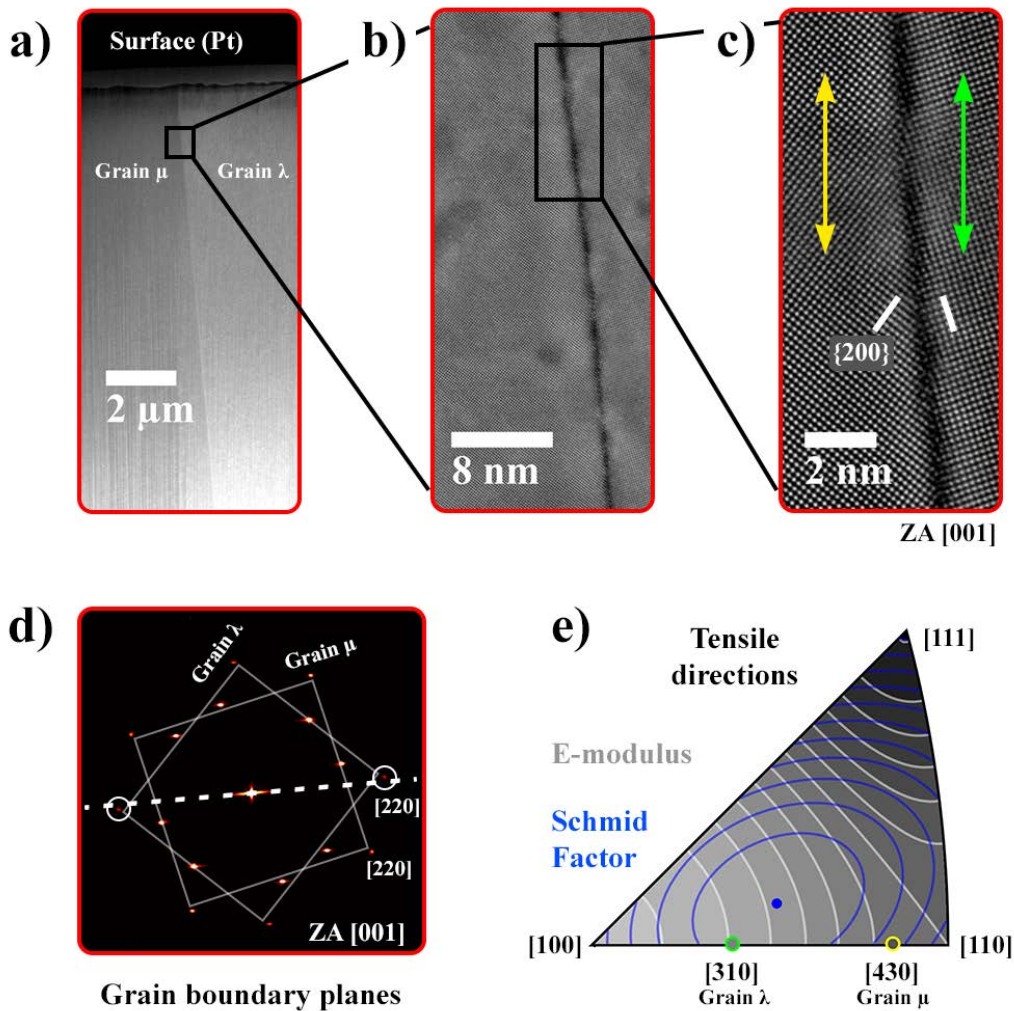 a)
Surface (Pt)
Grain μ
Grain λ
2 μm
b)
8 nm
c)
{200}
2 nm
ZA [001]
d)
Grain λ
Grain μ
[220]
[220]
ZA [001]
Grain boundary planes
e)
Tensile
directions
E-modulus
Schmid
Factor
[111]
[100]
[110]
[310]
Grain λ
[430]
Grain μ